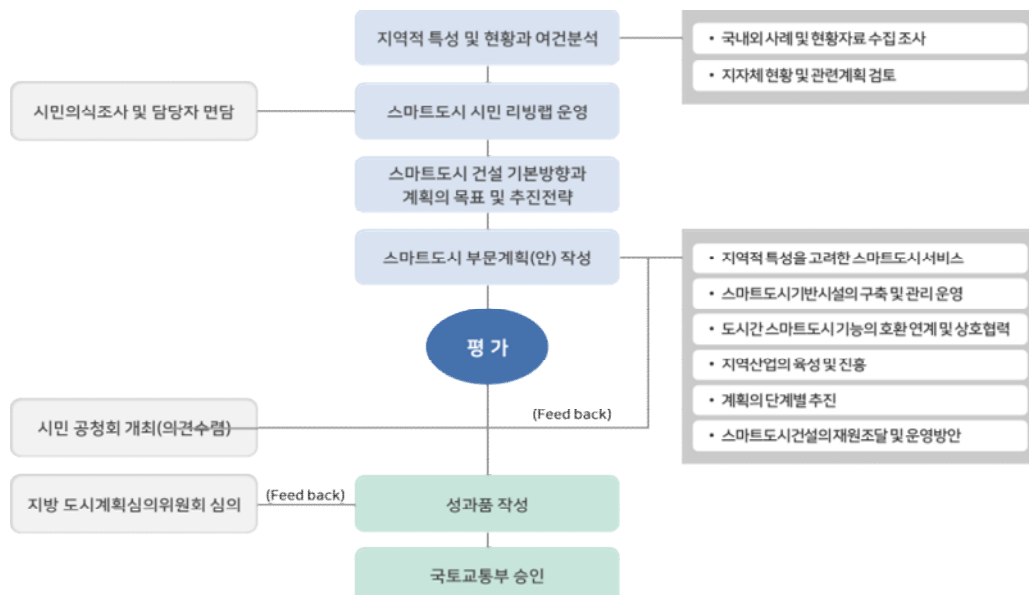 지역적 특성 및 현황과 여건분석
• 국내외 사례 및 현황자료 수집 조사
• 지자체 현황 및 관련계획 검토
시민의식조사 및 담당자 면담
스마트도시 시민 리빙랩 운영
스마트도시 건설 기본방향과
계획의 목표 및 추진전략
스마트도시 부문계획(안) 작성
• 지역적 특성을 고려한 스마트도시 서비스
• 스마트도시기반시설의 구축 및 관리 운영
• 도시간 스마트도시 기능의 호환 연계 및 상호협력
• 지역산업의 육성 및 진흥
• 계획의 단계별 추진
• 스마트도시건설의 재원조달 및 운영방안
평 가
(Feed back)
시민 공청회 개최(의견수렴)
지방 도시계획심의위원회 심의
(Feed back)
성과품 작성
국토교통부 승인